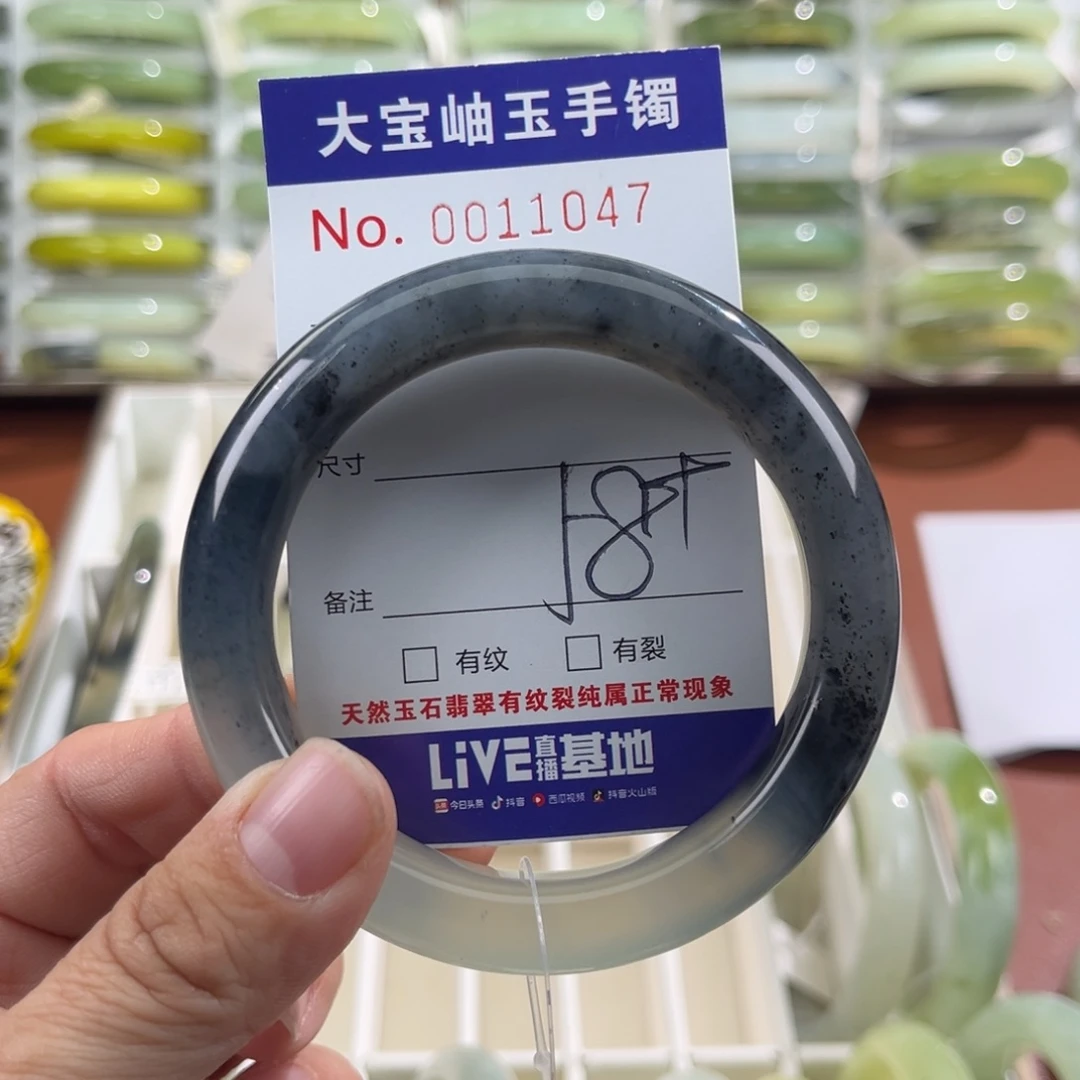 大宝岫玉手镯
No. 0011047
尺寸
58
备注
□ 有纹 □ 有裂
天然玉石翡翠有纹裂纯属正常现象
LiVE直播基地
头条 今日头条 抖音 西瓜视频 抖音火山版